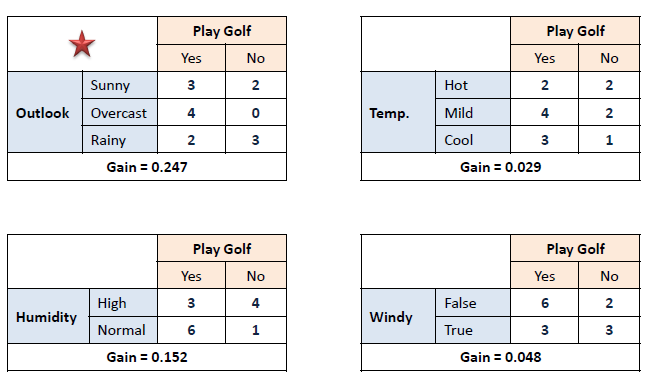 Play Golf
Yes No
Outlook Sunny 3 2
Overcast 4 0
Rainy 2 3
Gain = 0.247
Play Golf
Yes No
Temp. Hot 2 2
Mild 4 2
Cool 3 1
Gain = 0.029
Play Golf
Yes No
Humidity High 3 4
Normal 6 1
Gain = 0.152
Play Golf
Yes No
Windy False 6 2
True 3 3
Gain = 0.048